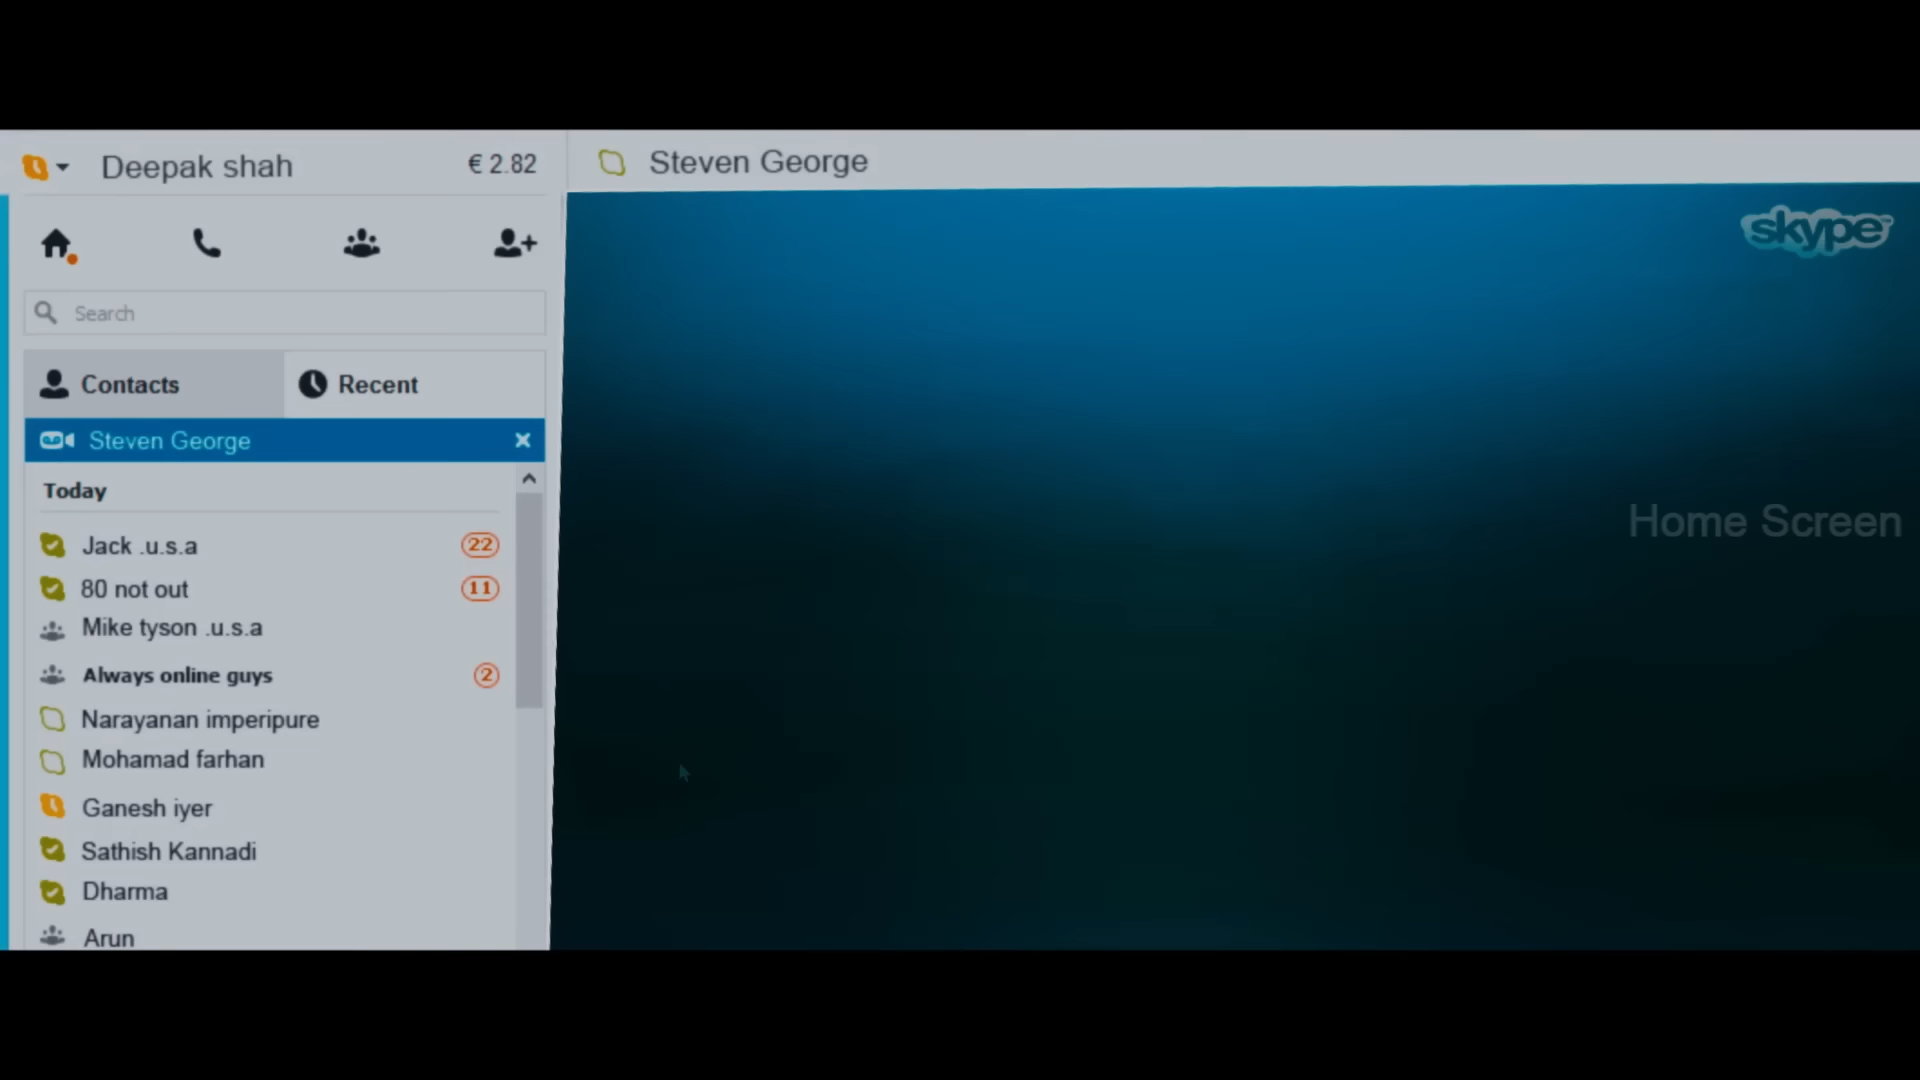 Deepak shah € 2.82
Steven George
skype™
Search
Contacts Recent
Steven George
Today
Jack .u.s.a 22
80 not out 11
Mike tyson .u.s.a
Always online guys 2
Narayanan imperipure
Mohamad farhan
Ganesh iyer
Sathish Kannadi
Dharma
Arun
Home Screen